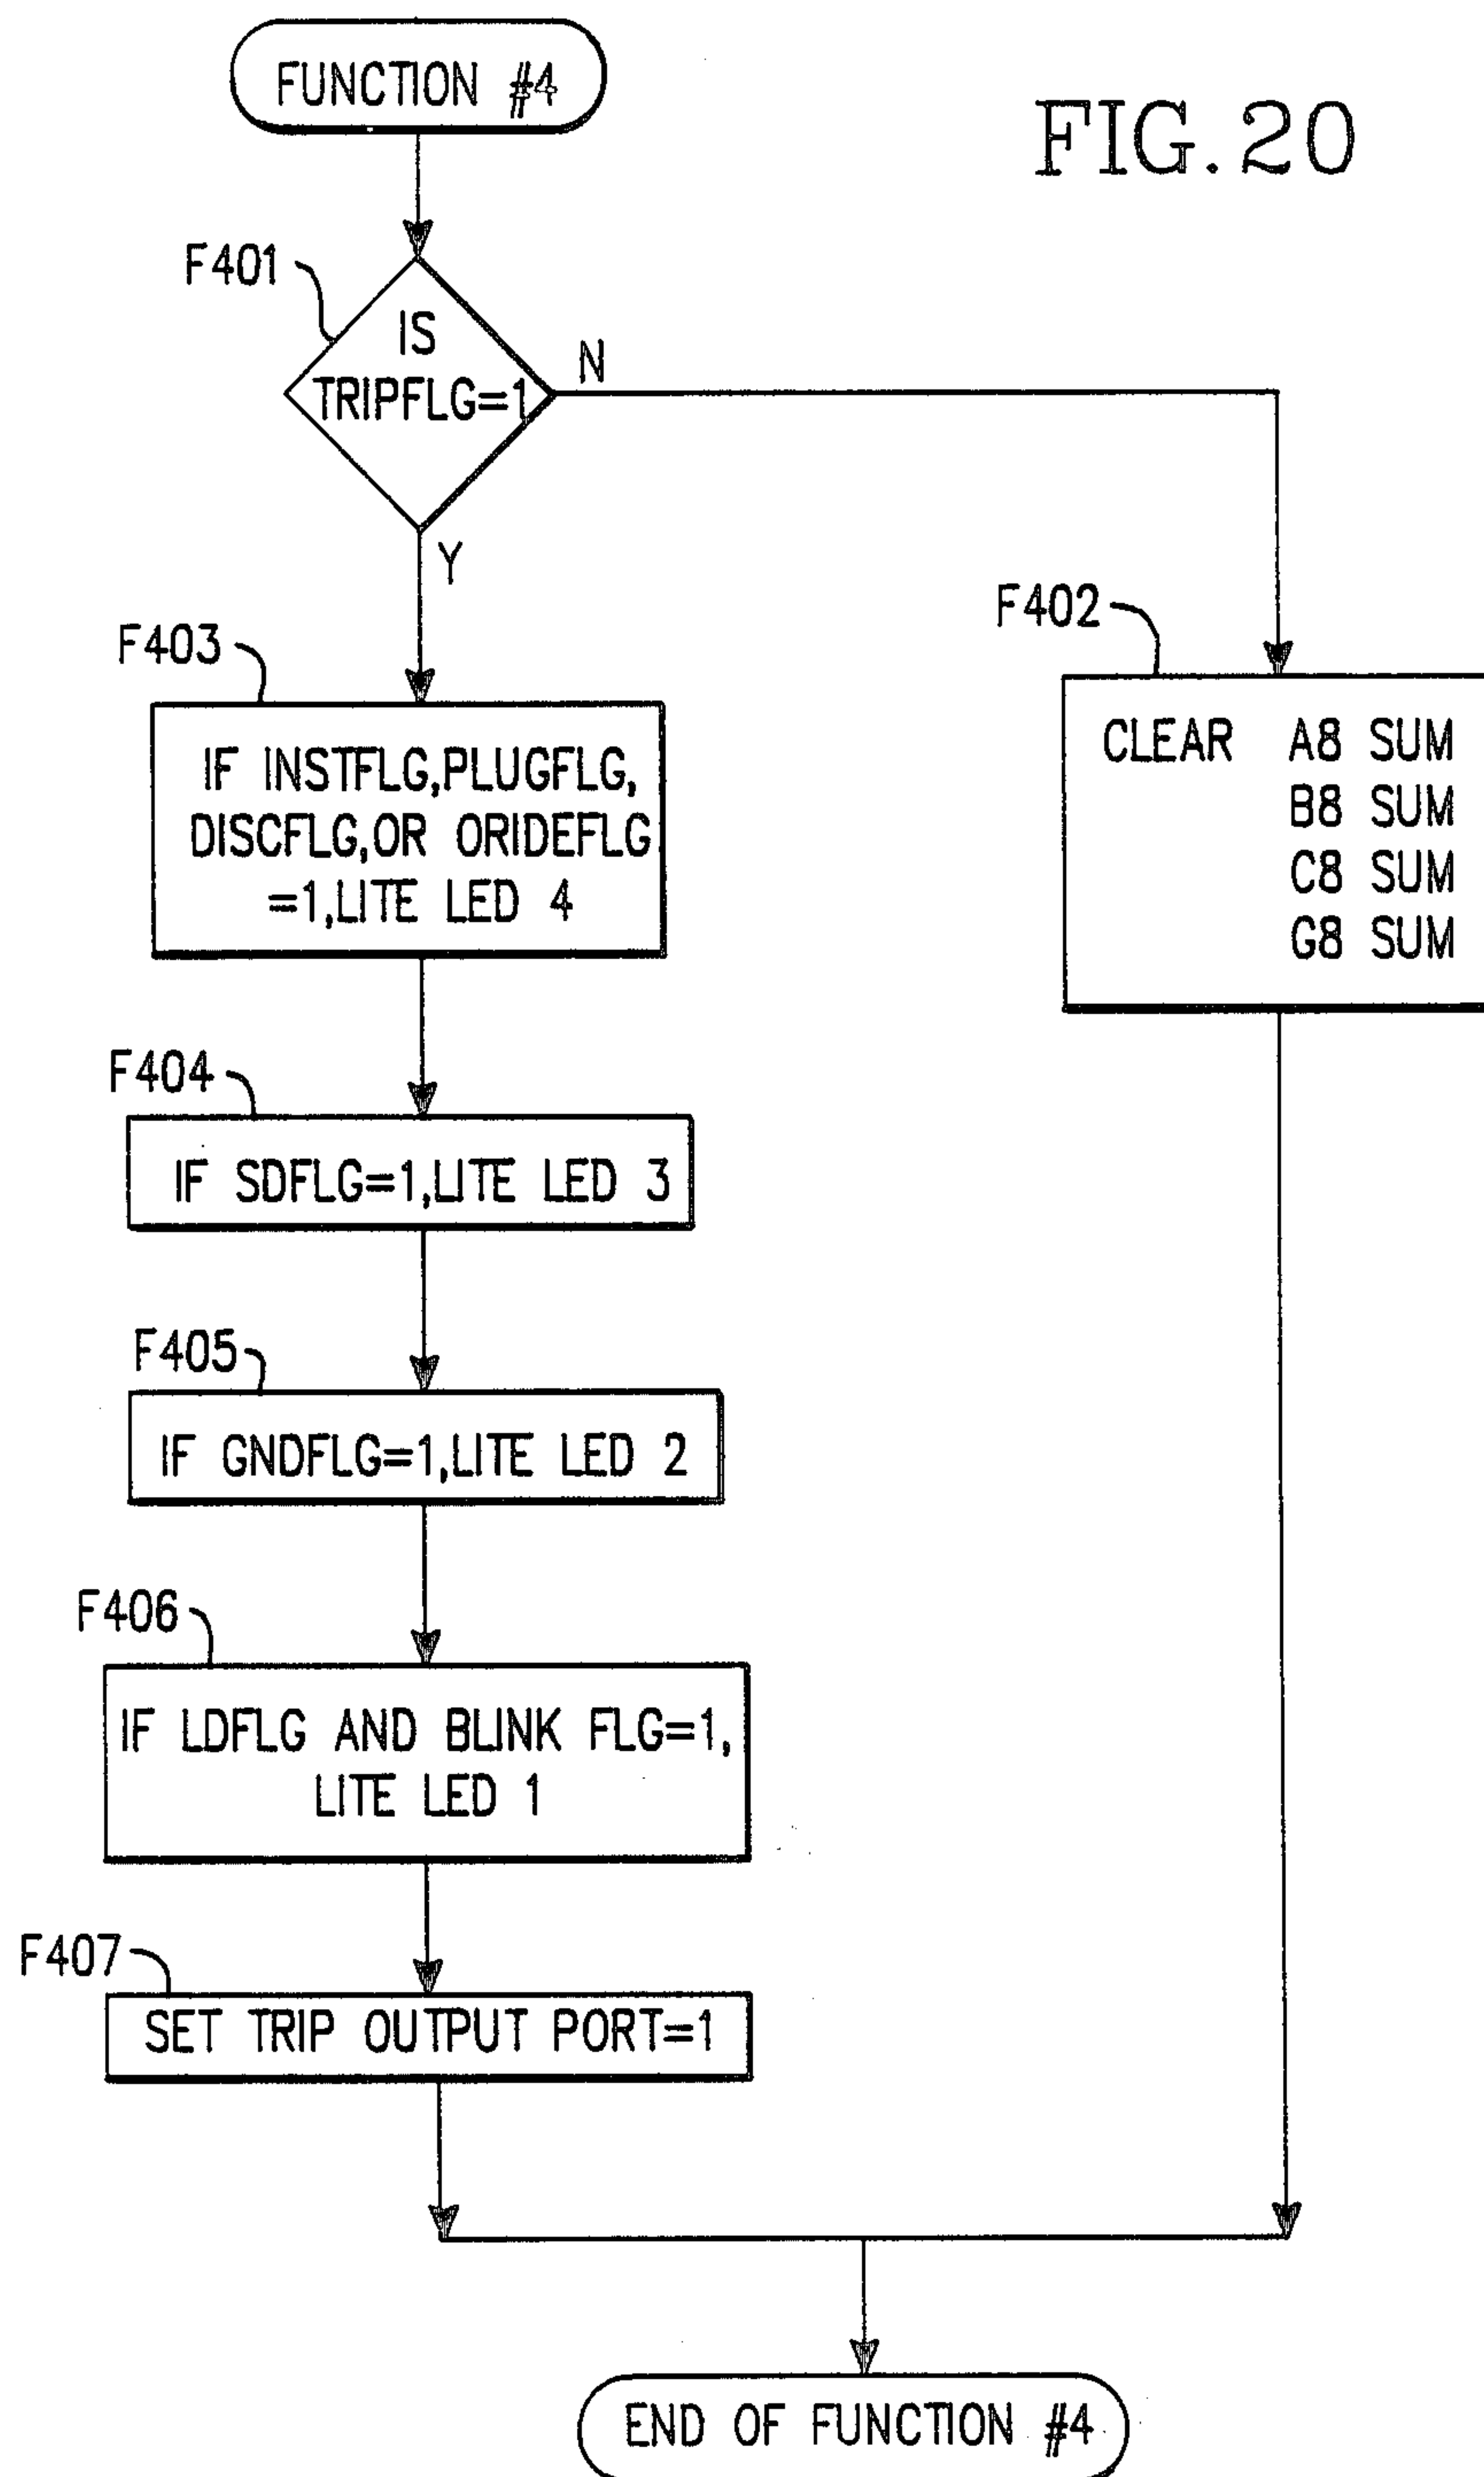 FUNCTION #4
FIG. 20
F401
IS
TRIPFLG=1
N
Y
F402
CLEAR A8 SUM
B8 SUM
C8 SUM
G8 SUM
F403
IF INSTFLG,PLUGFLG,
DISCFLG,OR ORIDEFLG
=1,LITE LED 4
F404
IF SDFLG=1,LITE LED 3
F405
IF GNDFLG=1,LITE LED 2
F406
IF LDFLG AND BLINK FLG=1,
LITE LED 1
F407
SET TRIP OUTPUT PORT=1
END OF FUNCTION #4